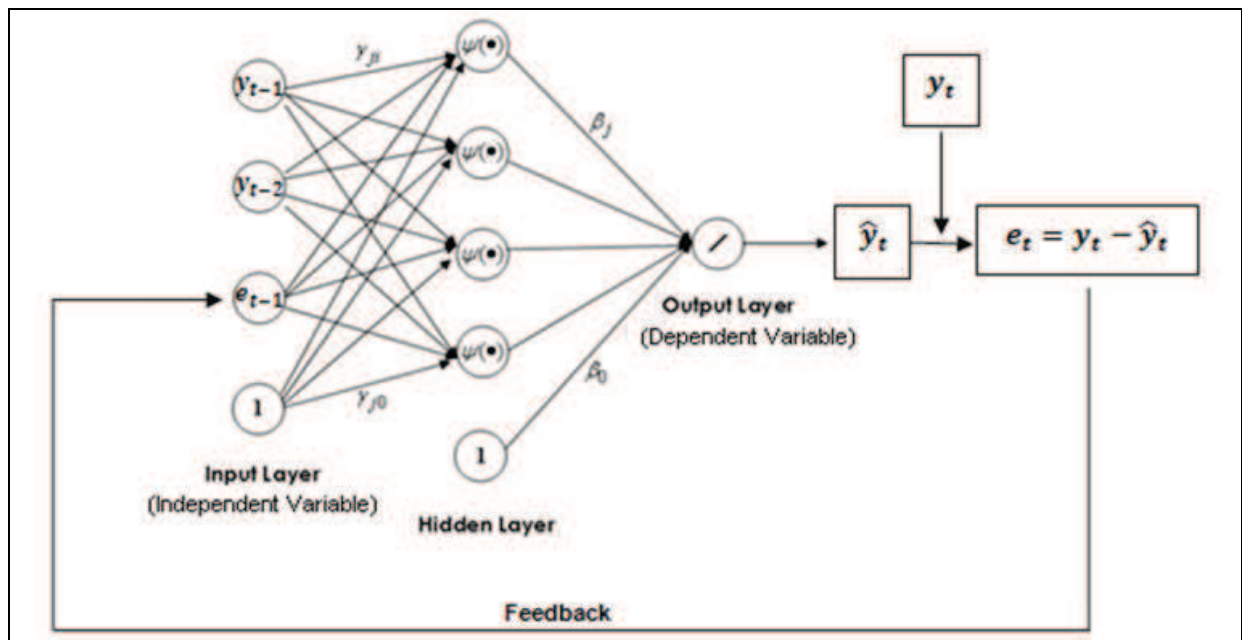 y_{t-1}
y_{t-2}
e_{t-1}
1
γ_{ji}
γ_{j0}
ψ(•)
ψ(•)
ψ(•)
ψ(•)
1
β_j
β_0
y_t
ŷ_t
e_t = y_t − ŷ_t
Output Layer
(Dependent Variable)
Input Layer
(Independent Variable)
Hidden Layer
Feedback